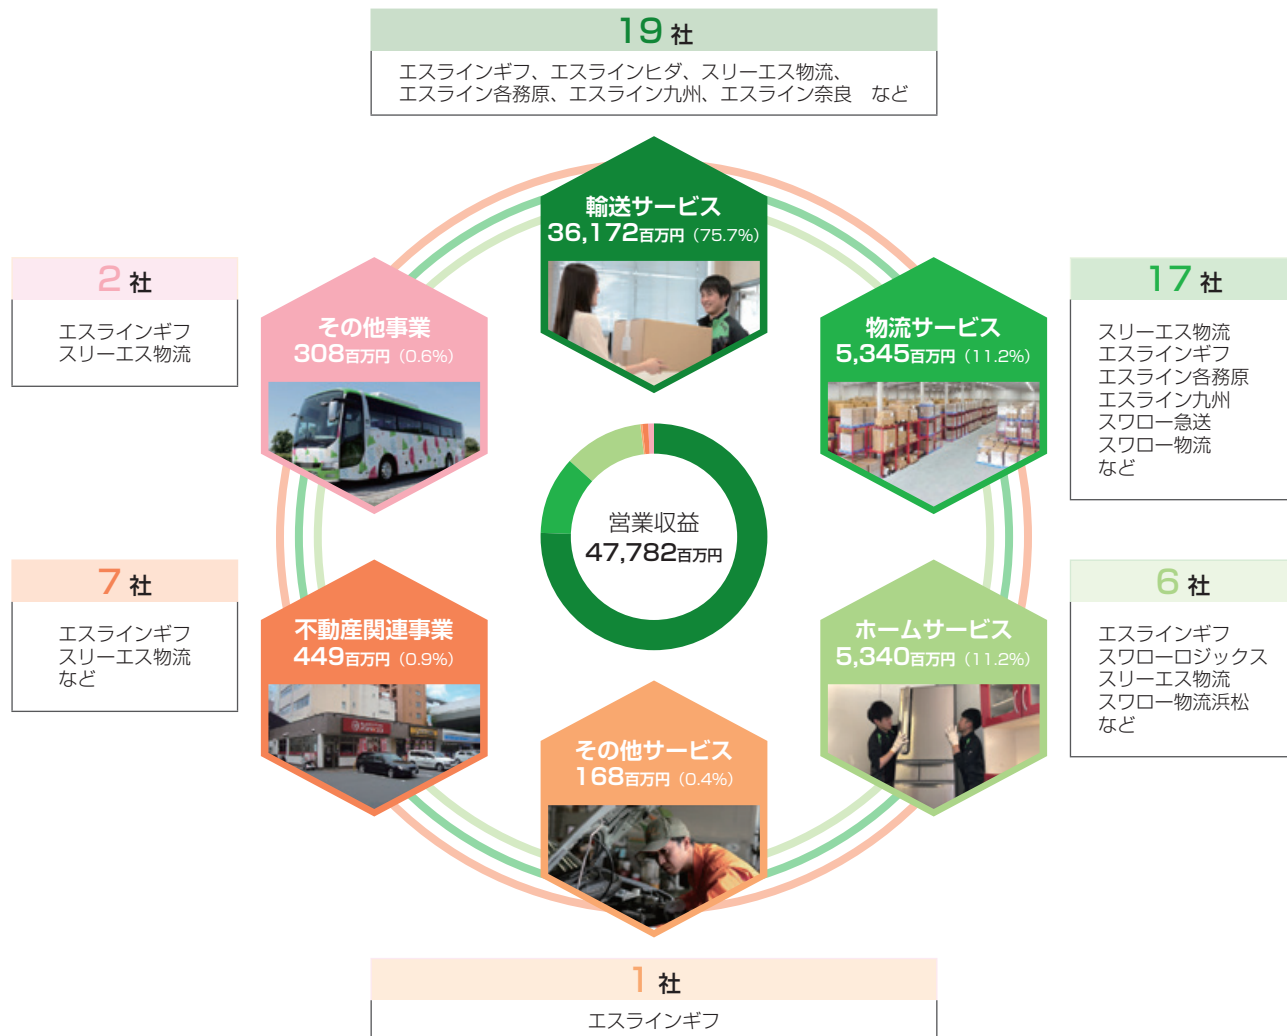 19 社
エスラインギフ、エスラインヒダ、スリーエス物流、
エスライン各務原、エスライン九州、エスライン奈良　など
輸送サービス
36,172百万円（75.7%）
2 社
エスラインギフ
スリーエス物流
その他事業
308百万円（0.6%）
物流サービス
5,345百万円（11.2%）
17 社
スリーエス物流
エスラインギフ
エスライン各務原
エスライン九州
スワロー急送
スワロー物流
など
営業収益
47,782百万円
7 社
エスラインギフ
スリーエス物流
など
不動産関連事業
449百万円（0.9%）
ホームサービス
5,340百万円（11.2%）
6 社
エスラインギフ
スワローロジックス
スリーエス物流
スワロー物流浜松
など
その他サービス
168百万円（0.4%）
1 社
エスラインギフ